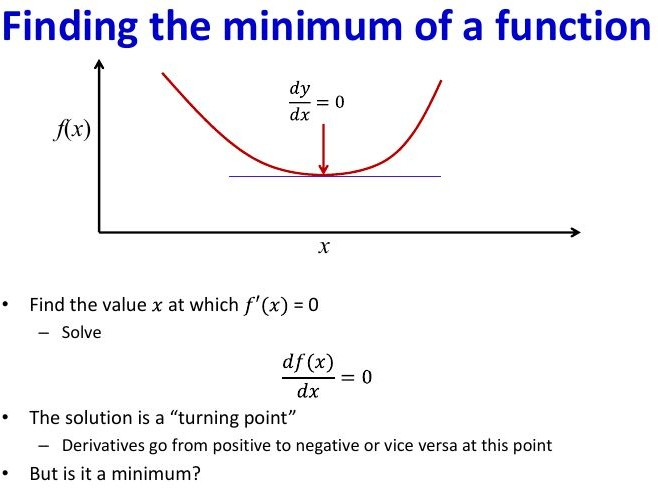 Finding the minimum of a function
dy/dx = 0
f(x)
x
• Find the value x at which f′(x) = 0
– Solve
df(x)/dx = 0
• The solution is a “turning point”
– Derivatives go from positive to negative or vice versa at this point
• But is it a minimum?